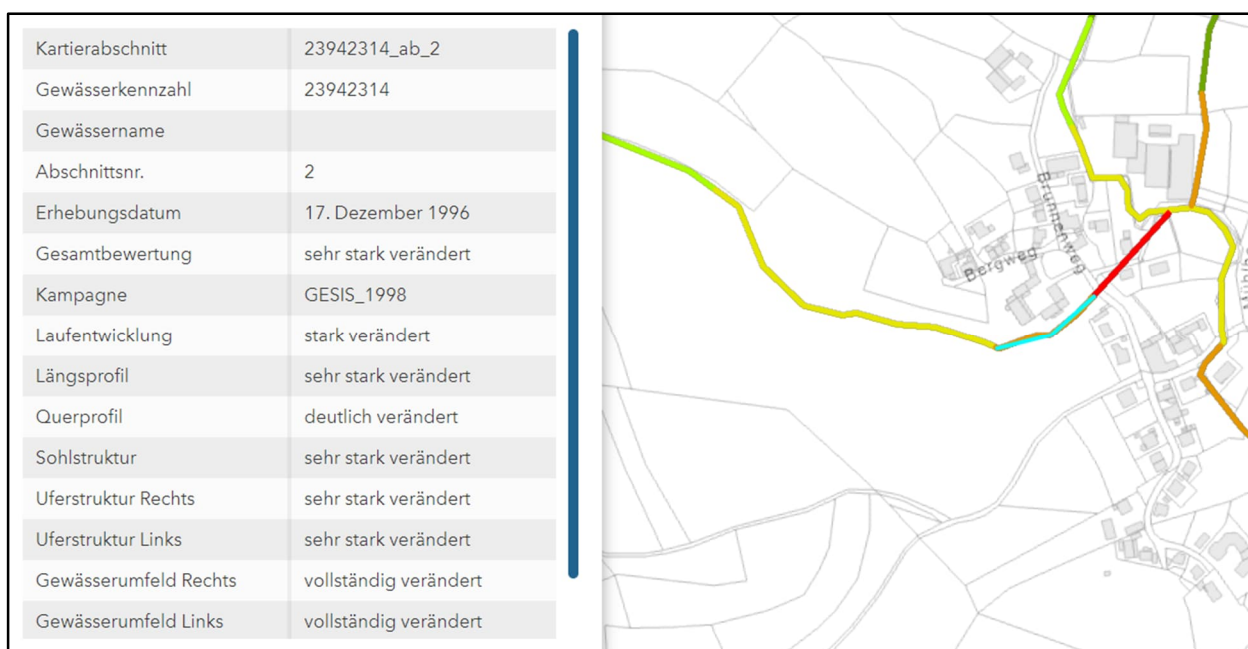 Kartierabschnitt 23942314_ab_2
Gewässerkennzahl 23942314
Gewässername
Abschnittsnr. 2
Erhebungsdatum 17. Dezember 1996
Gesamtbewertung sehr stark verändert
Kampagne GESIS_1998
Laufentwicklung stark verändert
Längsprofil sehr stark verändert
Querprofil deutlich verändert
Sohlstruktur sehr stark verändert
Uferstruktur Rechts sehr stark verändert
Uferstruktur Links sehr stark verändert
Gewässerumfeld Rechts vollständig verändert
Gewässerumfeld Links vollständig verändert
Brunnenweg
Bergweg